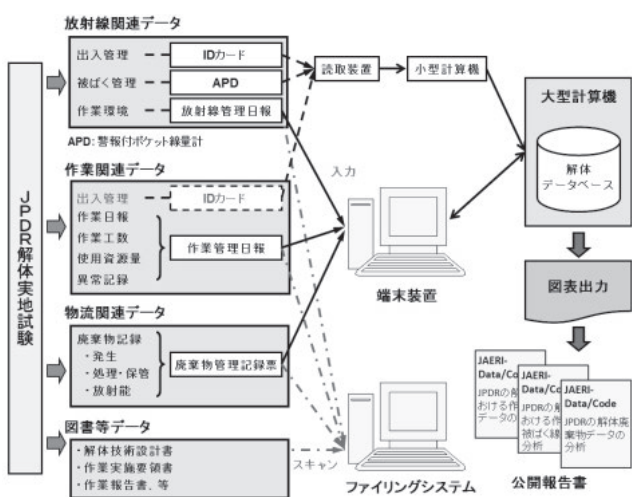 放射線関連データ
出入管理
IDカード
被ばく管理
APD
作業環境
放射線管理日報
APD: 警報付ポケット線量計
読取装置
小型計算機
大型計算機
解体
データベース
JPDR解体実地試験
作業関連データ
出入管理
IDカード
作業日報
作業工数
使用資源量
異常記録
作業管理日報
入力
端末装置
図表出力
物流関連データ
廃棄物記録
・発生
・処理・保管
・放射能
廃棄物管理記録票
図書等データ
・解体技術設計書
・作業実施要領書
・作業報告書、等
スキャン
ファイリングシステム
JAERI-
Data/Code
JPDRの解
おける作
データの
分析
JAERI-
Data/Code
JPDRの解
おける作
被ばく線
分析
JAERI-
Data/Code
JPDRの解体廃
棄物データの
分析
公開報告書